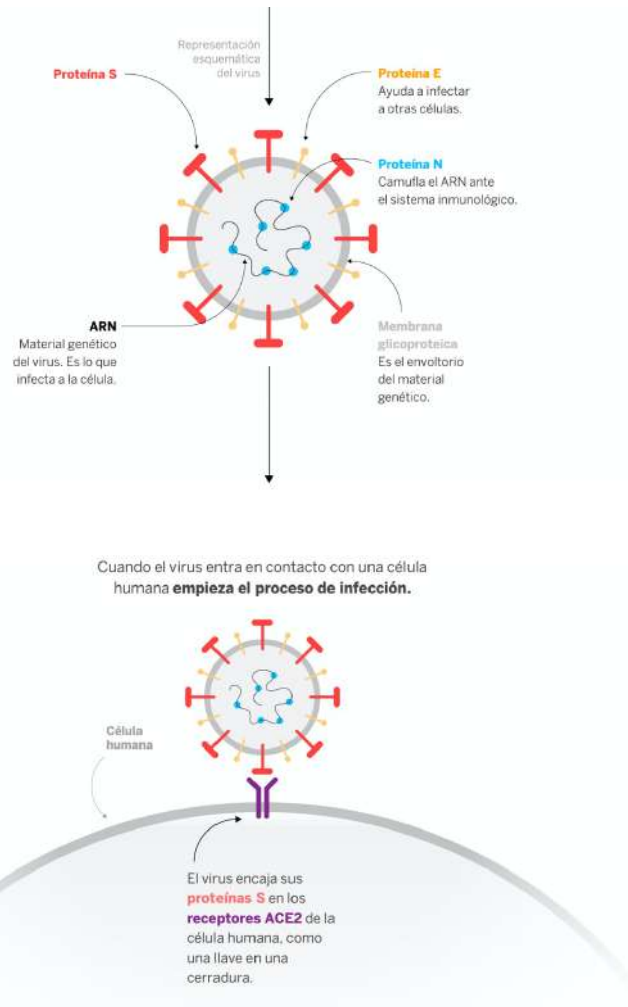 Representación
esquemática
del virus
Proteína S
Proteína E
Ayuda a infectar
a otras células.
Proteína N
Camufla el ARN ante
el sistema inmunológico.
ARN
Material genético
del virus. Es lo que
infecta a la célula.
Membrana
glicoproteica
Es el envoltorio
del material
genético.
Cuando el virus entra en contacto con una célula
humana empieza el proceso de infección.
Célula
humana
El virus encaja sus
proteínas S en los
receptores ACE2 de la
célula humana, como
una llave en una
cerradura.